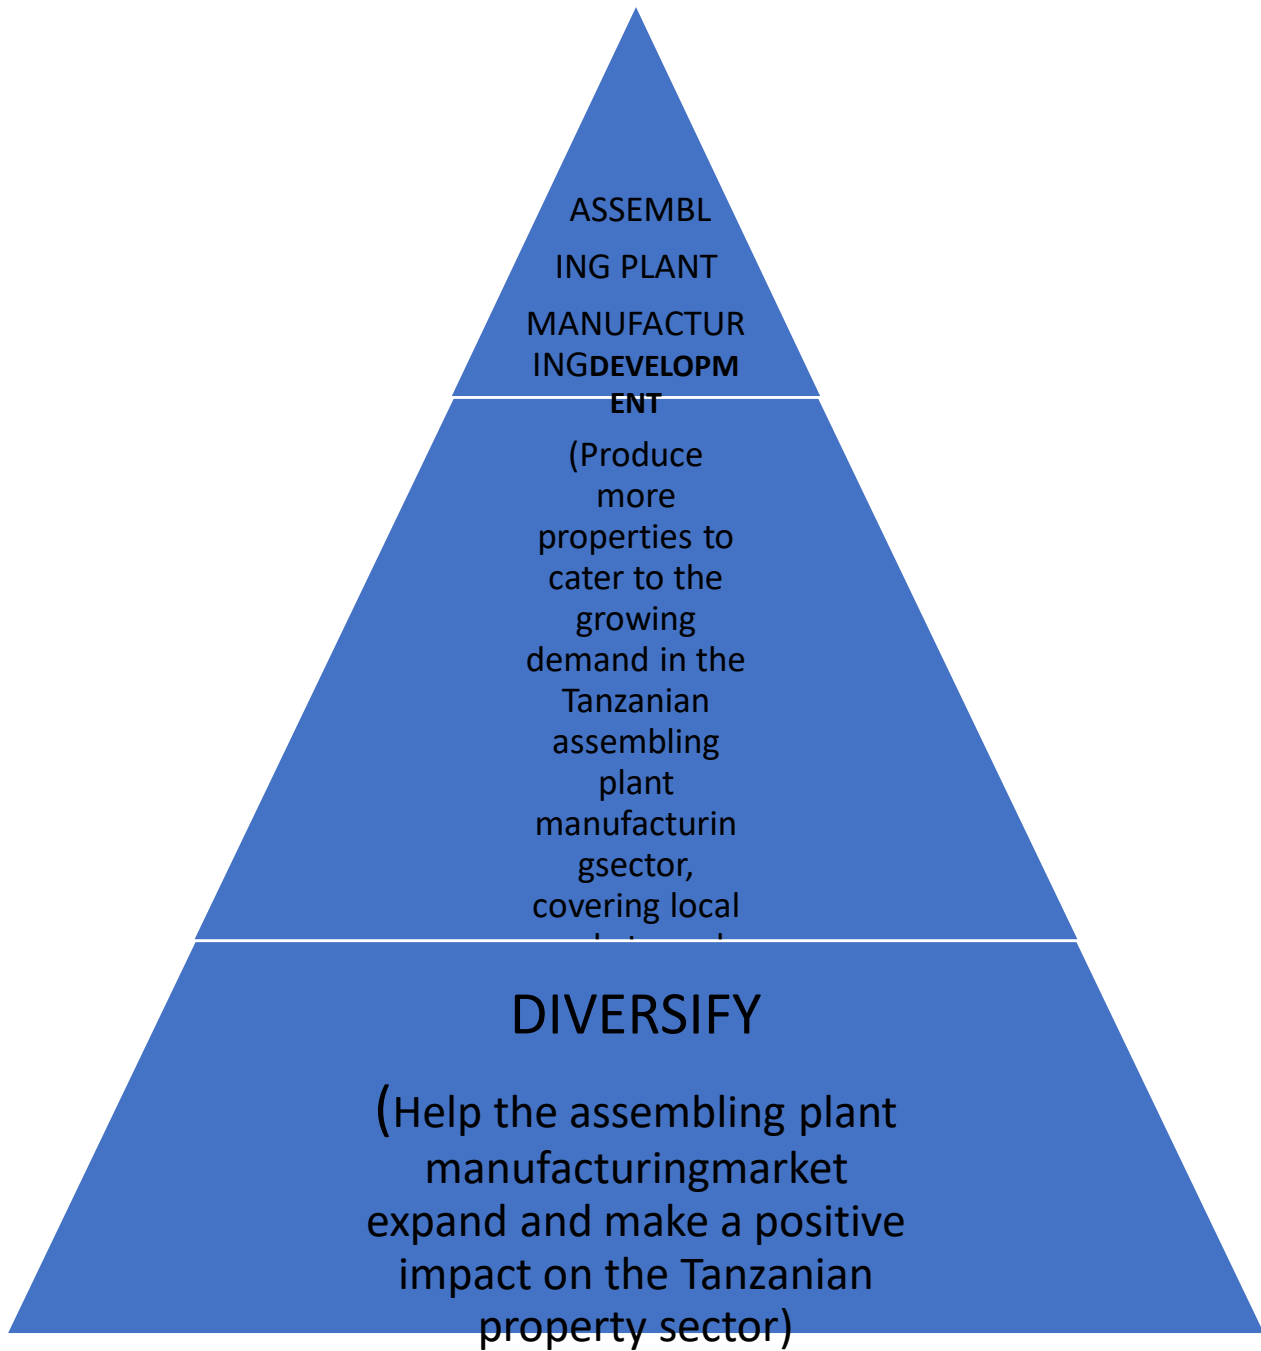 ASSEMBL
ING PLANT
MANUFACTUR
INGDEVELOPM
ENT
(Produce
more
properties to
cater to the
growing
demand in the
Tanzanian
assembling
plant
manufacturin
gsector,
covering local
DIVERSIFY
(Help the assembling plant
manufacturingmarket
expand and make a positive
impact on the Tanzanian
property sector)